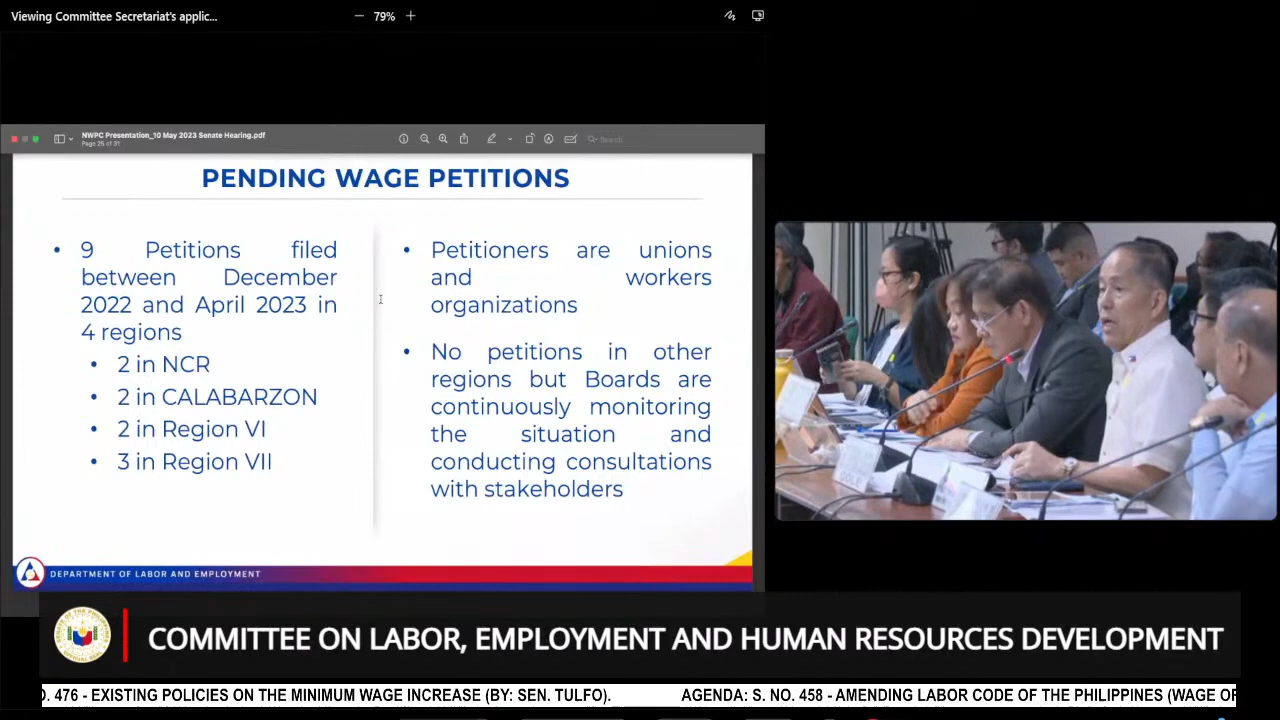 Viewing Committee Secretariat's applic...
79%
NWPC Presentation_10 May 2023 Senate Hearing.pdf
Page 25 of 31
Search
PENDING WAGE PETITIONS
• 9 Petitions filed
between December
2022 and April 2023 in
4 regions
• 2 in NCR
• 2 in CALABARZON
• 2 in Region VI
• 3 in Region VII
• Petitioners are unions
and workers
organizations
• No petitions in other
regions but Boards are
continuously monitoring
the situation and
conducting consultations
with stakeholders
DEPARTMENT OF LABOR AND EMPLOYMENT
COMMITTEE ON LABOR, EMPLOYMENT AND HUMAN RESOURCES DEVELOPMENT
O. 476 - EXISTING POLICIES ON THE MINIMUM WAGE INCREASE (BY: SEN. TULFO). AGENDA: S. NO. 458 - AMENDING LABOR CODE OF THE PHILIPPINES (WAGE OR